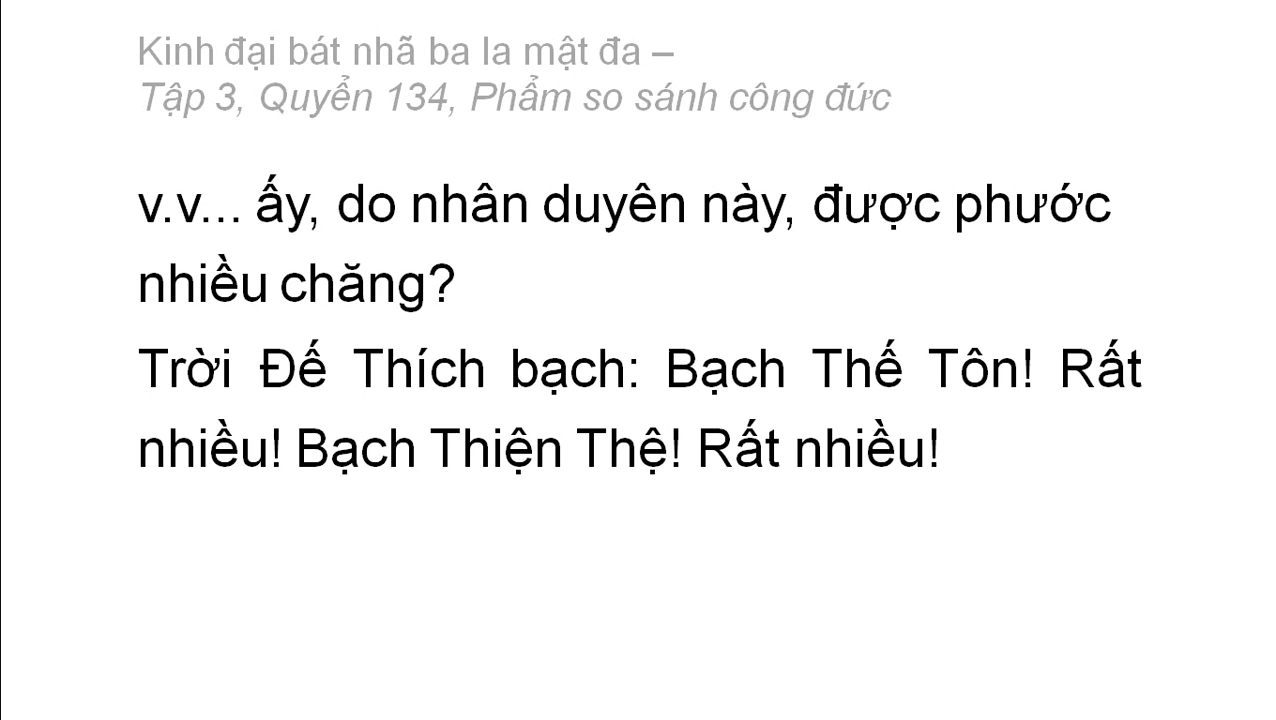 Kinh đại bát nhã ba la mật đa –
Tập 3, Quyển 134, Phẩm so sánh công đức
v.v... ấy, do nhân duyên này, được phước
nhiều chăng?
Trời Đế Thích bạch: Bạch Thế Tôn! Rất
nhiều! Bạch Thiện Thệ! Rất nhiều!